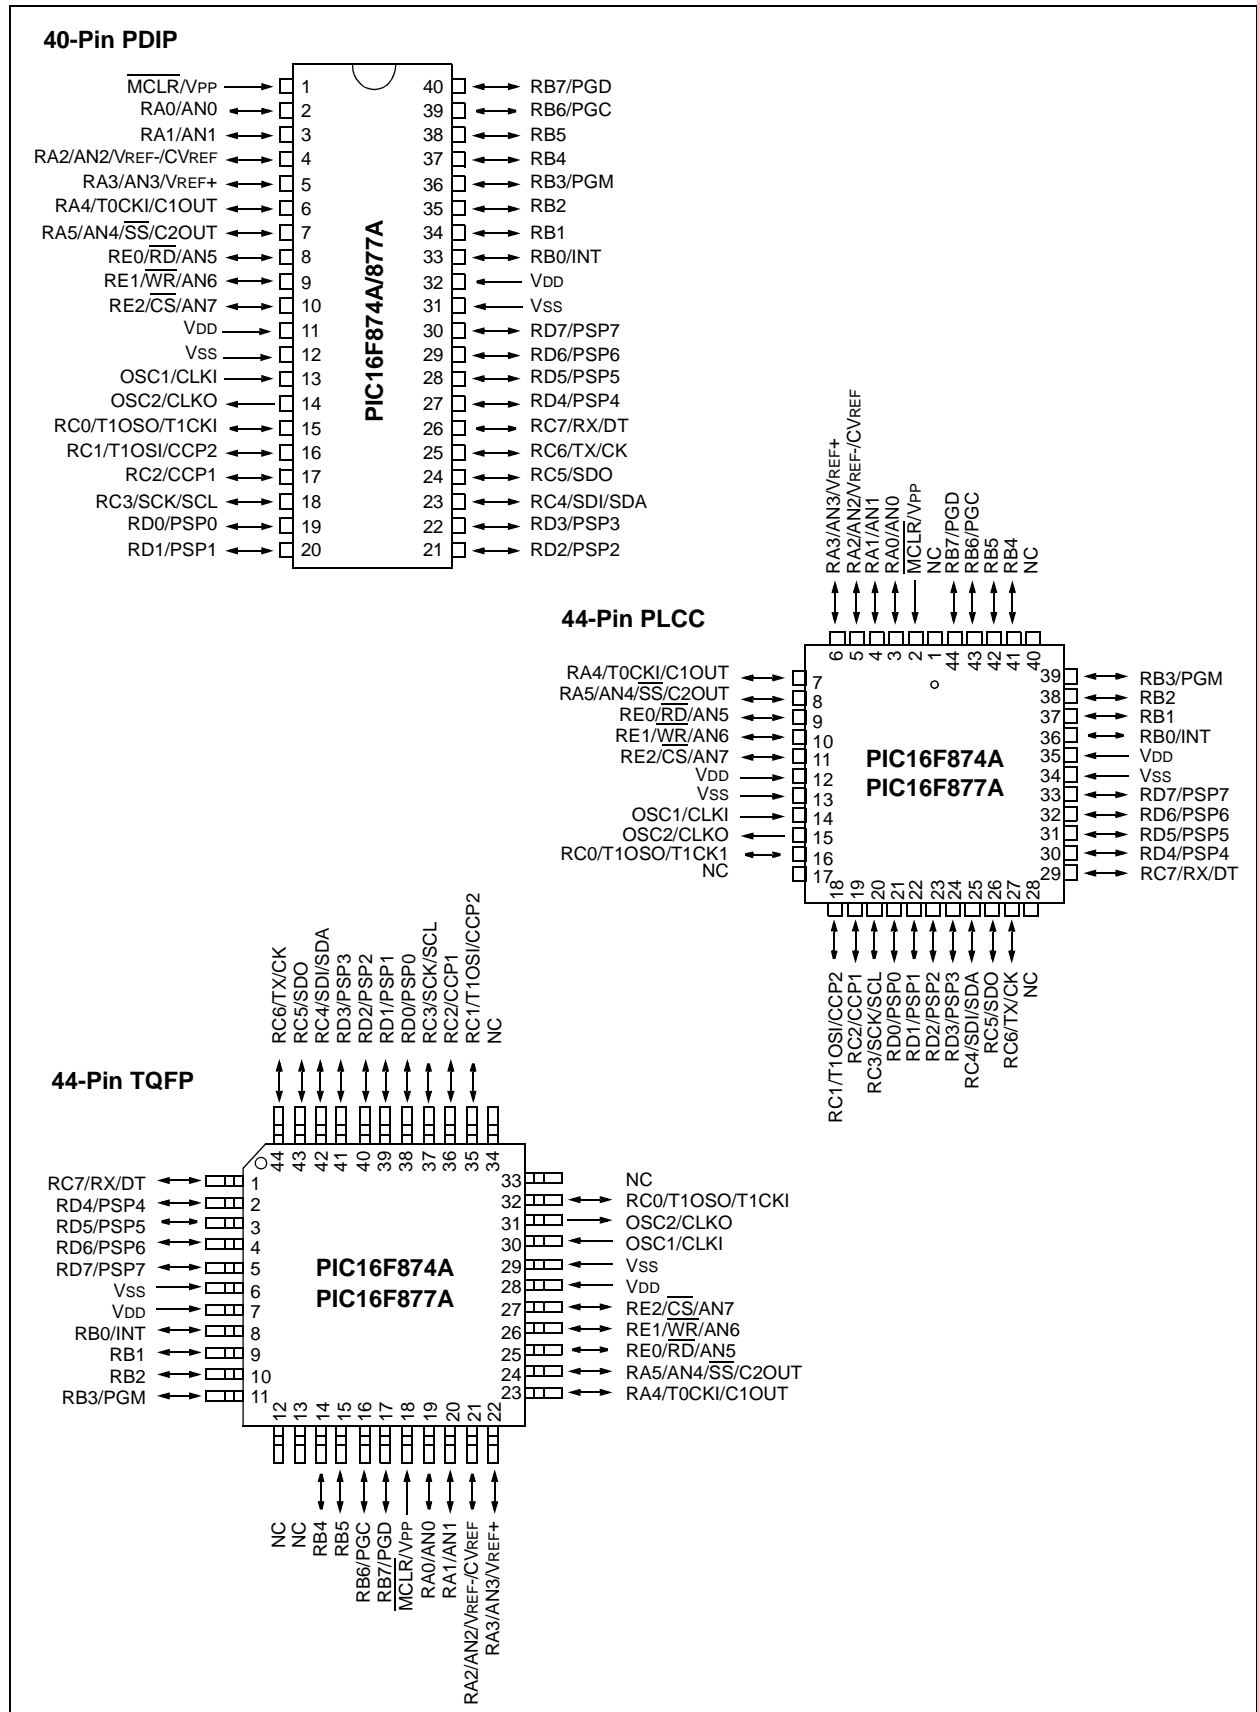 40-Pin PDIP
MCLR/VPP 1 40 RB7/PGD
RA0/AN0 2 39 RB6/PGC
RA1/AN1 3 38 RB5
RA2/AN2/VREF-/CVREF 4 37 RB4
RA3/AN3/VREF+ 5 36 RB3/PGM
RA4/T0CKI/C1OUT 6 35 RB2
RA5/AN4/SS/C2OUT 7 34 RB1
RE0/RD/AN5 8 33 RB0/INT
RE1/WR/AN6 9 32 VDD
RE2/CS/AN7 10 31 VSS
VDD 11 30 RD7/PSP7
VSS 12 29 RD6/PSP6
OSC1/CLKI 13 28 RD5/PSP5
OSC2/CLKO 14 27 RD4/PSP4
RC0/T1OSO/T1CKI 15 26 RC7/RX/DT
RC1/T1OSI/CCP2 16 25 RC6/TX/CK
RC2/CCP1 17 24 RC5/SDO
RC3/SCK/SCL 18 23 RC4/SDI/SDA
RD0/PSP0 19 22 RD3/PSP3
RD1/PSP1 20 21 RD2/PSP2
PIC16F874A/877A
44-Pin PLCC
RA3/AN3/VREF+
RA2/AN2/VREF-/CVREF
RA1/AN1
RA0/AN0
MCLR/VPP
NC
RB7/PGD
RB6/PGC
RB5
RB4
NC
6 5 4 3 2 1 44 43 42 41 40
RA4/T0CKI/C1OUT 7 39 RB3/PGM
RA5/AN4/SS/C2OUT 8 38 RB2
RE0/RD/AN5 9 37 RB1
RE1/WR/AN6 10 36 RB0/INT
RE2/CS/AN7 11 35 VDD
VDD 12 34 VSS
VSS 13 33 RD7/PSP7
OSC1/CLKI 14 32 RD6/PSP6
OSC2/CLKO 15 31 RD5/PSP5
RC0/T1OSO/T1CK1 16 30 RD4/PSP4
NC 17 29 RC7/RX/DT
PIC16F874A
PIC16F877A
18 19 20 21 22 23 24 25 26 27 28
RC1/T1OSI/CCP2
RC2/CCP1
RC3/SCK/SCL
RD0/PSP0
RD1/PSP1
RD2/PSP2
RD3/PSP3
RC4/SDI/SDA
RC5/SDO
RC6/TX/CK
NC
44-Pin TQFP
RC6/TX/CK
RC5/SDO
RC4/SDI/SDA
RD3/PSP3
RD2/PSP2
RD1/PSP1
RD0/PSP0
RC3/SCK/SCL
RC2/CCP1
RC1/T1OSI/CCP2
NC
44 43 42 41 40 39 38 37 36 35 34
RC7/RX/DT 1 33 NC
RD4/PSP4 2 32 RC0/T1OSO/T1CKI
RD5/PSP5 3 31 OSC2/CLKO
RD6/PSP6 4 30 OSC1/CLKI
RD7/PSP7 5 29 VSS
VSS 6 28 VDD
VDD 7 27 RE2/CS/AN7
RB0/INT 8 26 RE1/WR/AN6
RB1 9 25 RE0/RD/AN5
RB2 10 24 RA5/AN4/SS/C2OUT
RB3/PGM 11 23 RA4/T0CKI/C1OUT
PIC16F874A
PIC16F877A
12 13 14 15 16 17 18 19 20 21 22
NC
NC
RB4
RB5
RB6/PGC
RB7/PGD
MCLR/VPP
RA0/AN0
RA1/AN1
RA2/AN2/VREF-/CVREF
RA3/AN3/VREF+